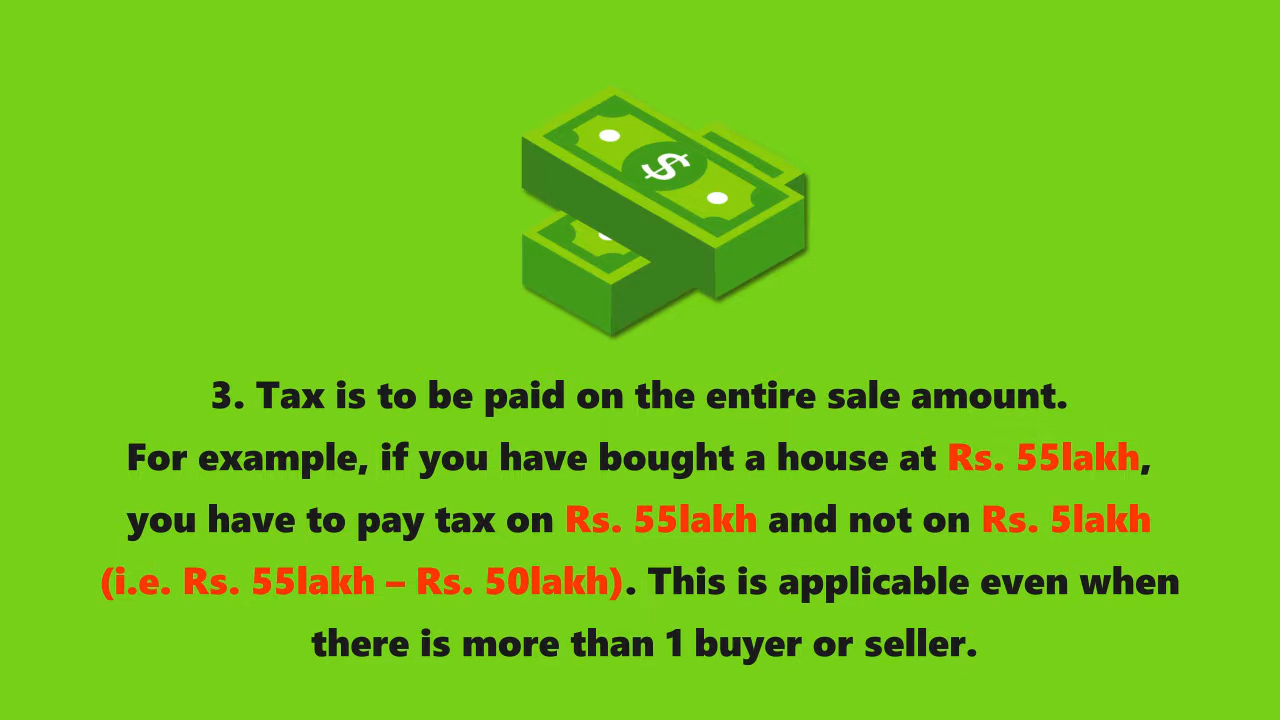 $
3. Tax is to be paid on the entire sale amount.
For example, if you have bought a house at Rs. 55lakh,
you have to pay tax on Rs. 55lakh and not on Rs. 5lakh
(i.e. Rs. 55lakh – Rs. 50lakh). This is applicable even when
there is more than 1 buyer or seller.